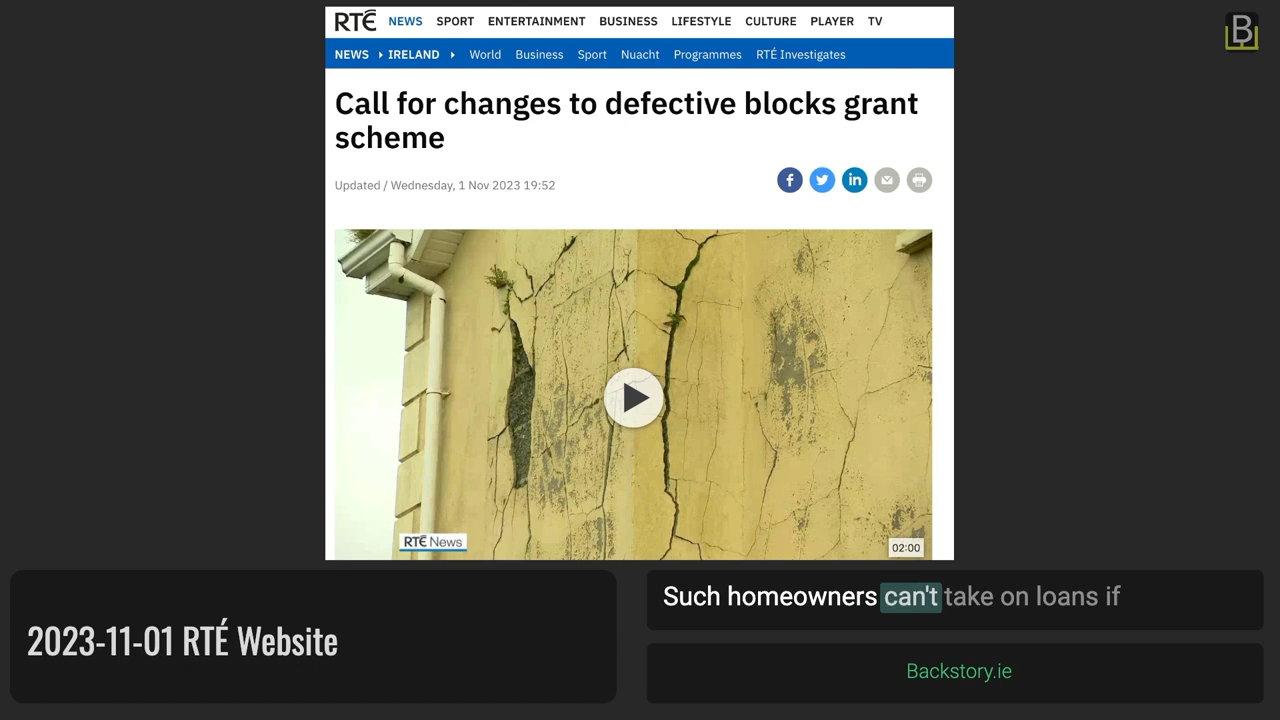 RTÉ NEWS SPORT ENTERTAINMENT BUSINESS LIFESTYLE CULTURE PLAYER TV
B
NEWS IRELAND World Business Sport Nuacht Programmes RTÉ Investigates
Call for changes to defective blocks grant
scheme
Updated / Wednesday, 1 Nov 2023 19:52
f in
RTÉ News
02:00
2023-11-01 RTÉ Website
Such homeowners can't take on loans if
Backstory.ie